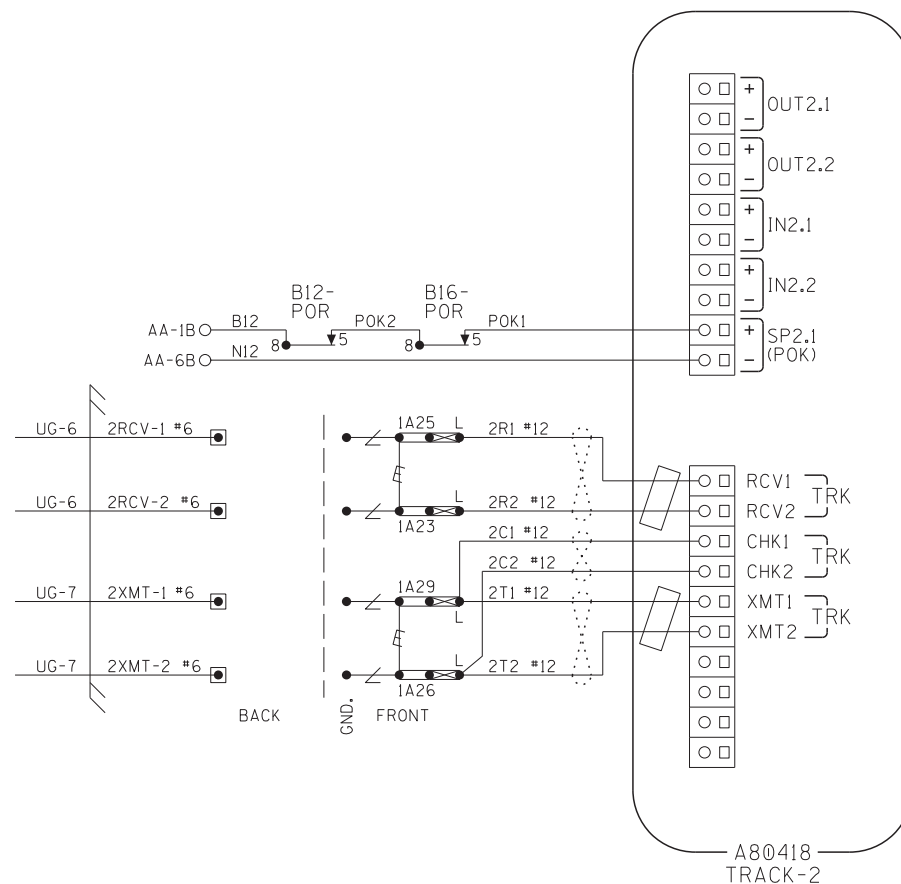 +
OUT2.1
-
+
OUT2.2
-
+
IN2.1
-
+
IN2.2
-
B12-
POR
B16-
POR
AA-1B B12 8 5 POK2 8 5 POK1 + SP2.1
(POK)
AA-6B N12 -
UG-6 2RCV-1 #6 1A25 L 2R1 #12 RCV1 TRK
E
UG-6 2RCV-2 #6 1A23 L 2R2 #12 RCV2
2C1 #12 CHK1 TRK
2C2 #12 CHK2
UG-7 2XMT-1 #6 1A29 L 2T1 #12 XMT1 TRK
E
XMT2
UG-7 2XMT-2 #6 1A26 L 2T2 #12
BACK GND. FRONT
A80418
TRACK-2